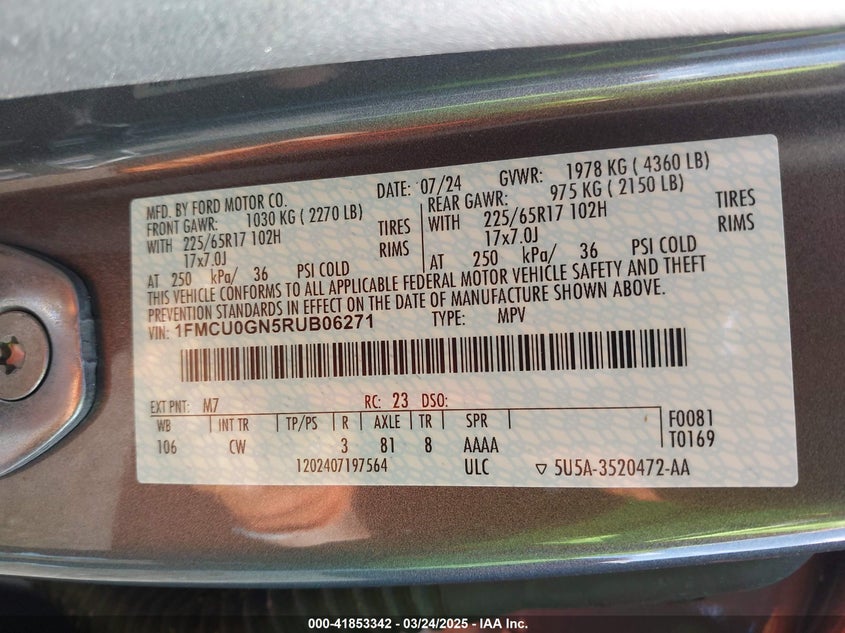 MFD. BY FORD MOTOR CO.
DATE: 07/24 GVWR: 1978 KG ( 4360 LB)
FRONT GAWR: 1030 KG ( 2270 LB)
REAR GAWR: 975 KG ( 2150 LB)
WITH 225/65R17 102H TIRES
WITH 225/65R17 102H TIRES
17x7.0J RIMS
17x7.0J RIMS
AT 250 kPa/ 36 PSI COLD
AT 250 kPa/ 36 PSI COLD
THIS VEHICLE CONFORMS TO ALL APPLICABLE FEDERAL MOTOR VEHICLE SAFETY AND THEFT
PREVENTION STANDARDS IN EFFECT ON THE DATE OF MANUFACTURE SHOWN ABOVE.
VIN: 1FMCU0GN5RUB06271 TYPE: MPV
EXT PNT: M7 RC: 23 DSO:
WB INT TR TP/PS R AXLE TR SPR F0081
106 CW 3 81 8 AAAA T0169
1202407197564 ULC ▽ 5U5A-3520472-AA
000-41853342 - 03/24/2025 - IAA Inc.